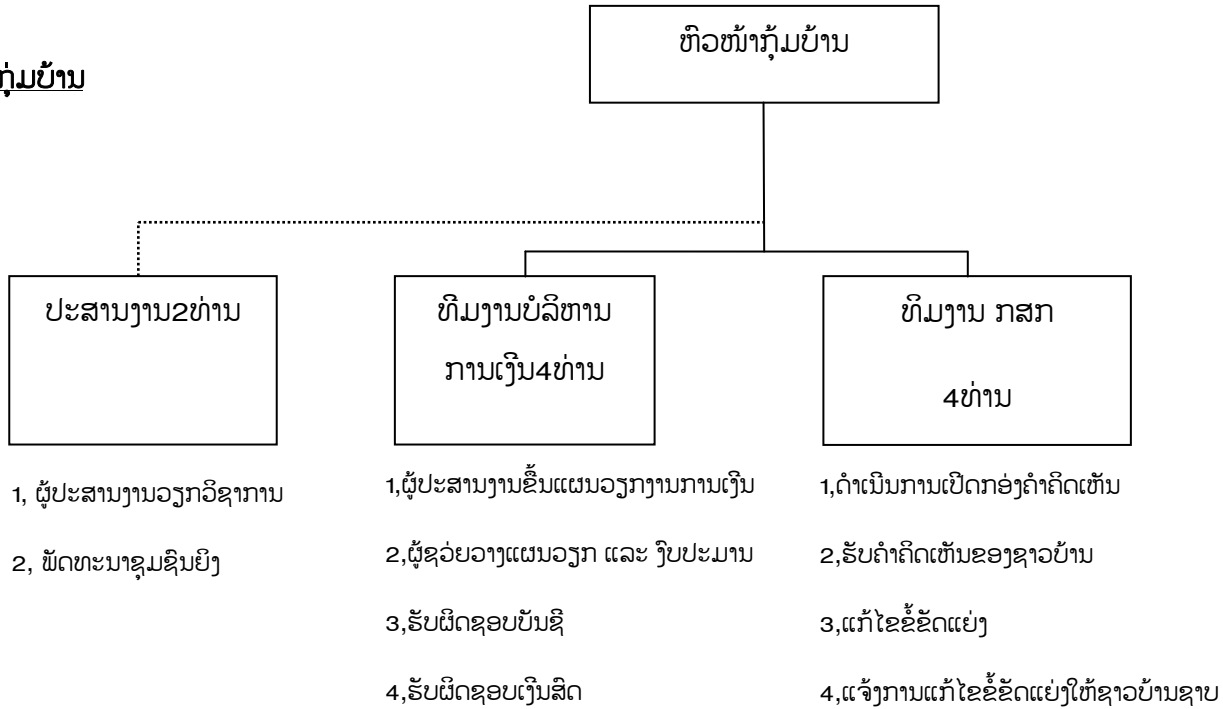 ຫົວໜ້າກຸ້ມບ້ານ
ກຸ່ມບ້ານ
ປະສານງານ2ທ່ານ
ທີມງານບໍລິຫານ
ການເງີນ4ທ່ານ
ທີມງານ ກສກ
4ທ່ານ
1, ຜູ້ປະສານງານວຽກວິຊາການ
2, ພັດທະນາຊຸມຊົນຍິງ
1,ຜູ້ປະສານງານຂື້ນແຜນວຽກງານການເງີນ
2,ຜູ້ຊວ່ຍວາງແຜນວຽກ ແລະ ງົບປະມານ
3,ຮັບຜິດຊອບບັນຊີ
4,ຮັບຜິດຊອບເງີນສົດ
1,ດຳເນີນການເປີດກອ່ງຄຳຄິດເຫັນ
2,ຮັບຄຳຄິດເຫັນຂອງຊາວບ້ານ
3,ແກ້ໄຂຂໍ້ຂັດແຍ່ງ
4,ແຈ້ງການແກ້ໄຂຂໍ້ຂັດແຍ່ງໃຫ້ຊາວບ້ານຊາບ